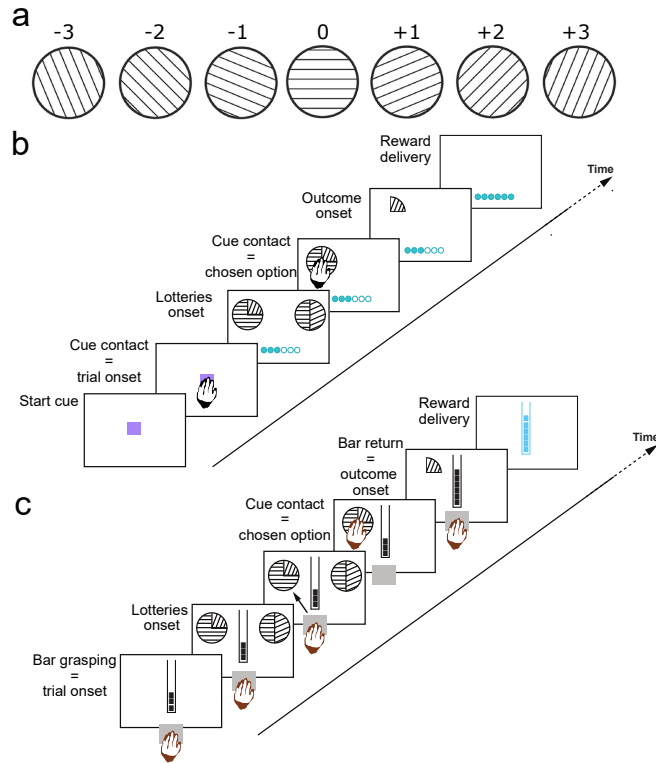 a
-3 -2 -1 0 +1 +2 +3
b
Reward
delivery
Time
Outcome
onset
Cue contact
=
chosen option
Lotteries
onset
Cue contact
=
trial onset
Start cue
c
Reward
delivery
Time
Bar return
=
outcome
onset
Cue contact
=
chosen option
Lotteries
onset
Bar grasping
=
trial onset